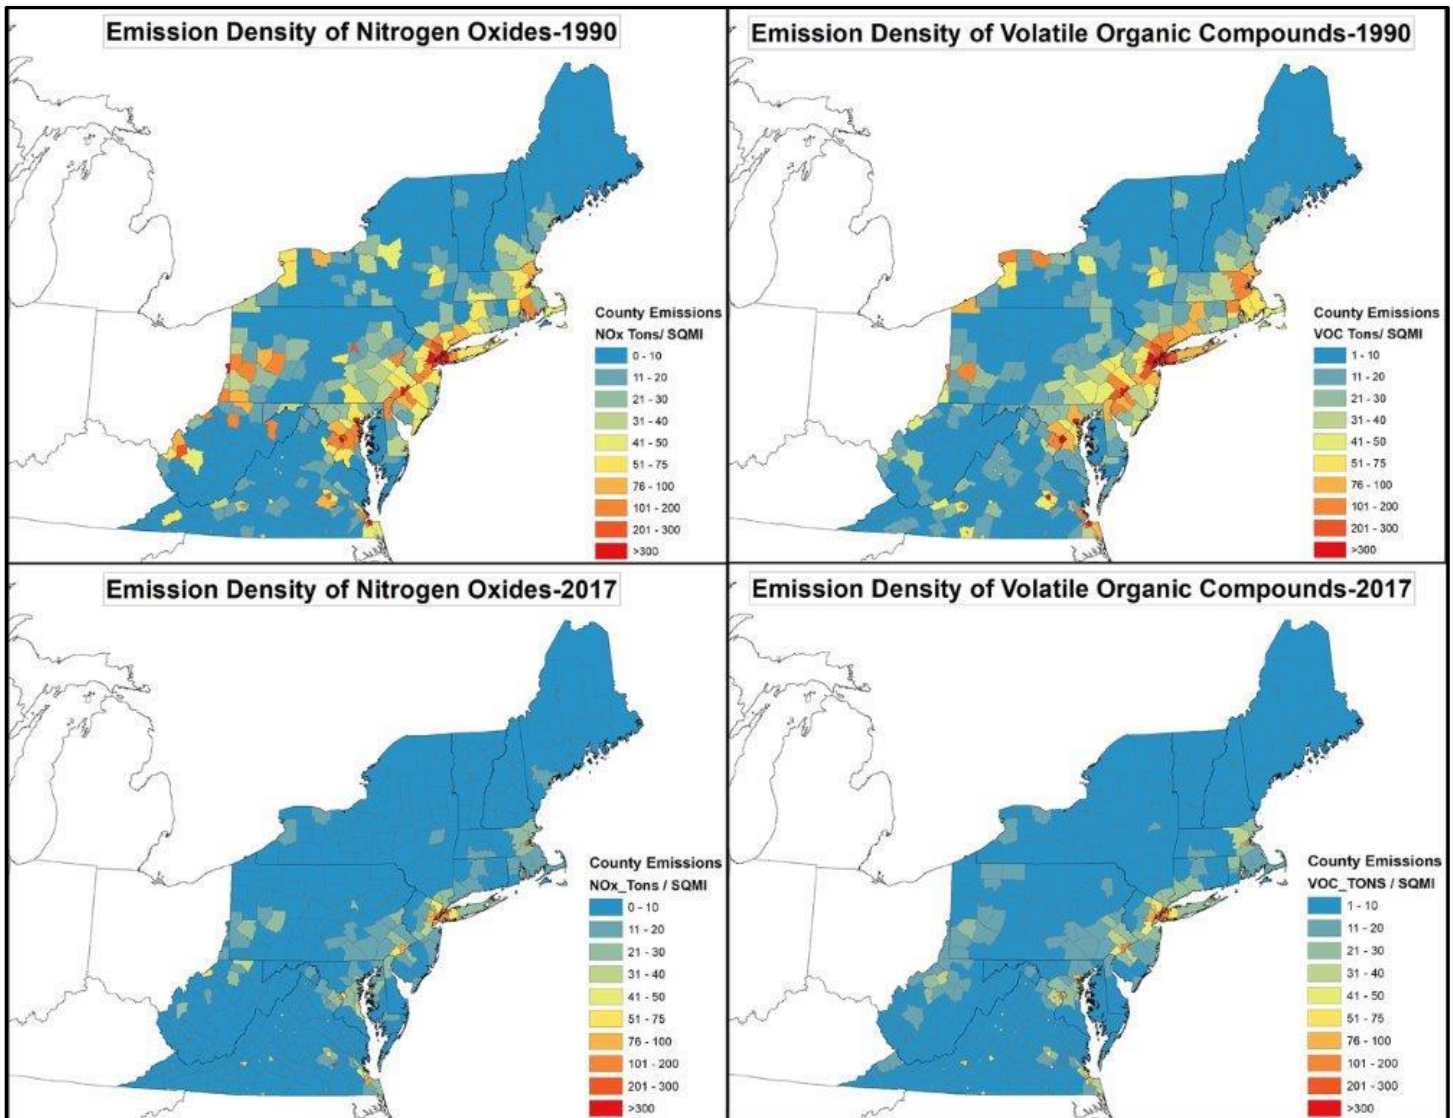 Emission Density of Nitrogen Oxides-1990
County Emissions
NOx Tons/ SQMI
0 - 10
11 - 20
21 - 30
31 - 40
41 - 50
51 - 75
76 - 100
101 - 200
201 - 300
>300
Emission Density of Volatile Organic Compounds-1990
County Emissions
VOC Tons/ SQMI
1 - 10
11 - 20
21 - 30
31 - 40
41 - 50
51 - 75
76 - 100
101 - 200
201 - 300
>300
Emission Density of Nitrogen Oxides-2017
County Emissions
NOx_Tons / SQMI
0 - 10
11 - 20
21 - 30
31 - 40
41 - 50
51 - 75
76 - 100
101 - 200
201 - 300
>300
Emission Density of Volatile Organic Compounds-2017
County Emissions
VOC_TONS / SQMI
1 - 10
11 - 20
21 - 30
31 - 40
41 - 50
51 - 75
76 - 100
101 - 200
201 - 300
>300